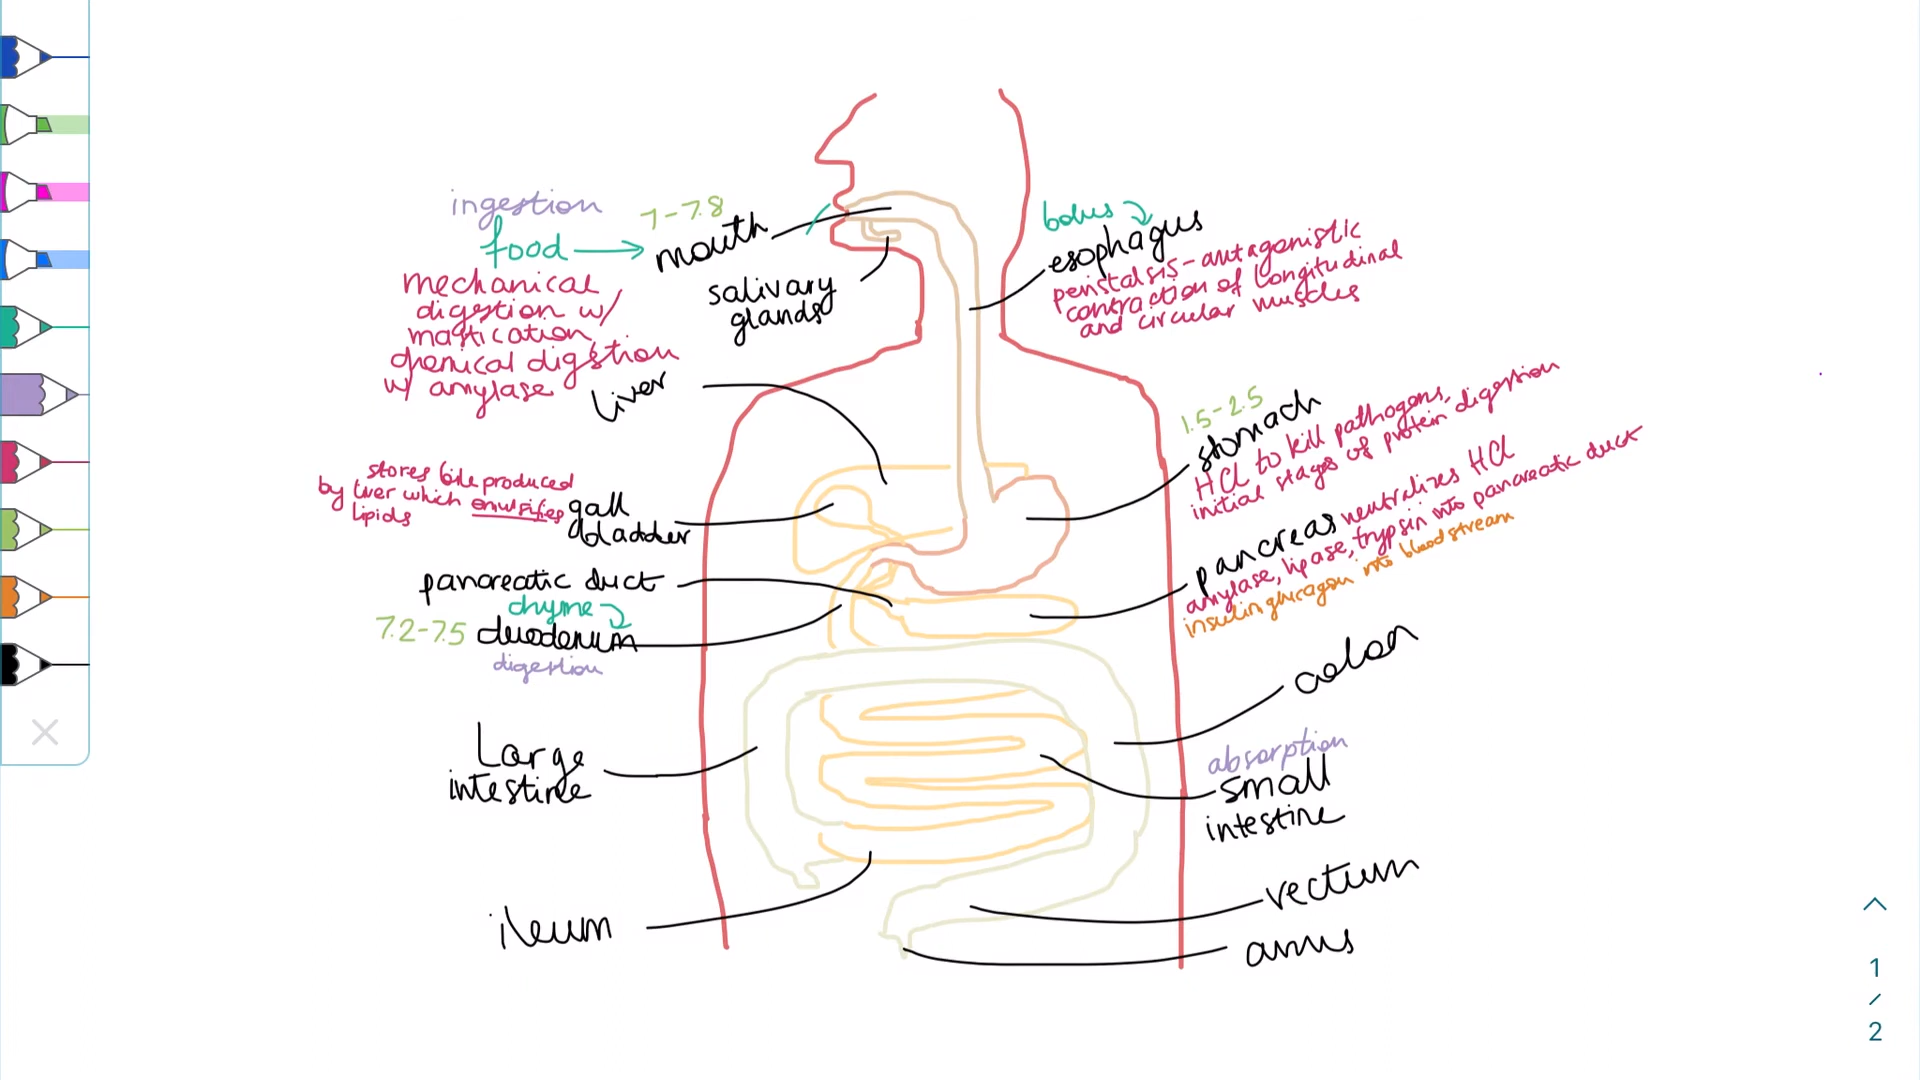 ingestion
food
7-7.8
mouth
mechanical
digestion w/
mastication
chemical digestion
w/ amylase
salivary
glands
bolus
esophagus
peristalsis - antagonistic
contraction of longitudinal
and circular muscles
liver
1.5-2.5
stomach
HCl to kill pathogens,
initial stages of protein digestion
stores bile produced
by liver which emulsifies
lipids
gall
bladder
pancreas neutralizes HCl
amylase, lipase, trypsin into pancreatic duct
insulin glucagon into blood stream
pancreatic duct
chyme
7.2-7.5 duodenum
digestion
colon
Large
intestine
absorption
small
intestine
rectum
ileum
anus
1
/
2